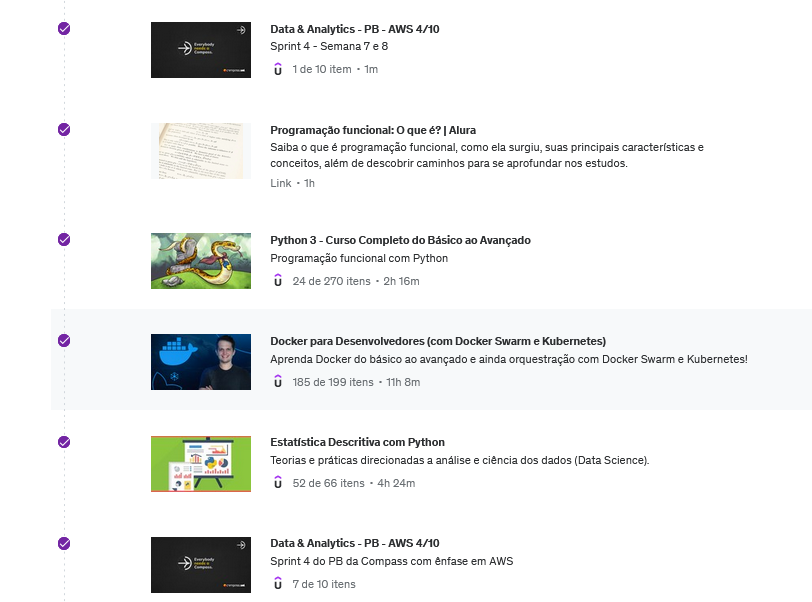 Everybody
needs a
Compass.
Data & Analytics - PB - AWS 4/10
Sprint 4 - Semana 7 e 8
1 de 10 item • 1m
Programação funcional: O que é? | Alura
Saiba o que é programação funcional, como ela surgiu, suas principais características e
conceitos, além de descobrir caminhos para se aprofundar nos estudos.
Link • 1h
Python 3 - Curso Completo do Básico ao Avançado
Programação funcional com Python
24 de 270 itens • 2h 16m
Docker para Desenvolvedores (com Docker Swarm e Kubernetes)
Aprenda Docker do básico ao avançado e ainda orquestração com Docker Swarm e Kubernetes!
185 de 199 itens • 11h 8m
Estatística Descritiva com Python
Teorias e práticas direcionadas a análise e ciência dos dados (Data Science).
52 de 66 itens • 4h 24m
Everybody
needs a
Compass.
Data & Analytics - PB - AWS 4/10
Sprint 4 do PB da Compass com ênfase em AWS
7 de 10 itens